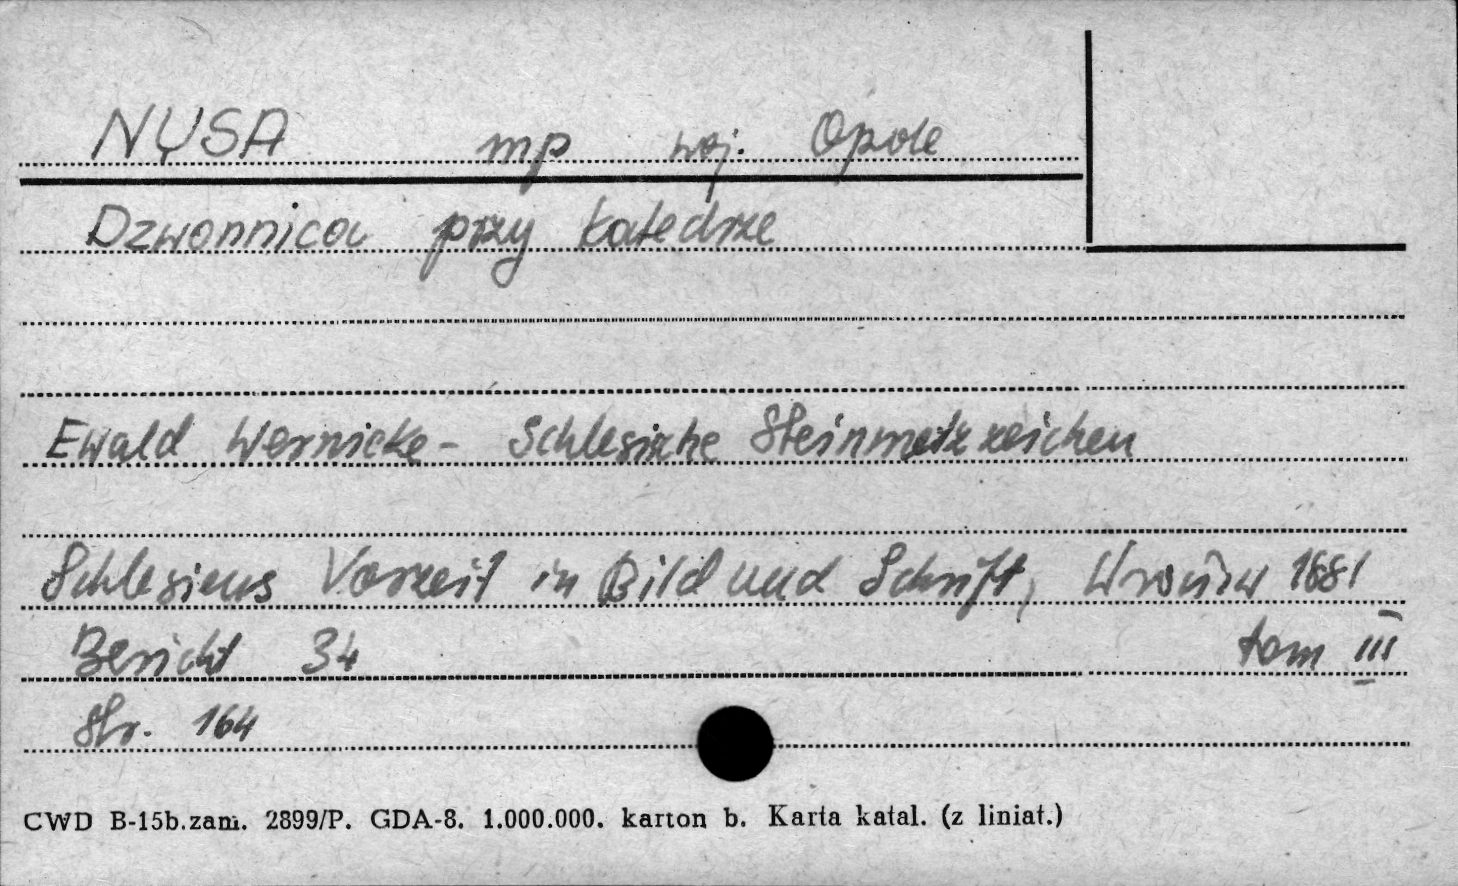 NYSA mp woj. Opole
Dzwonnica przy katedrze
Ewald Wernicke - Schlesische Steinmetzzeichen
Schlesiens Vorzeit in Bild und Schrift, Wrocław 1881
Bericht 34 tom III
Str. 164
CWD B-15b.zam. 2899/P. GDA-8. 1.000.000. karton b. Karta katal. (z liniat.)